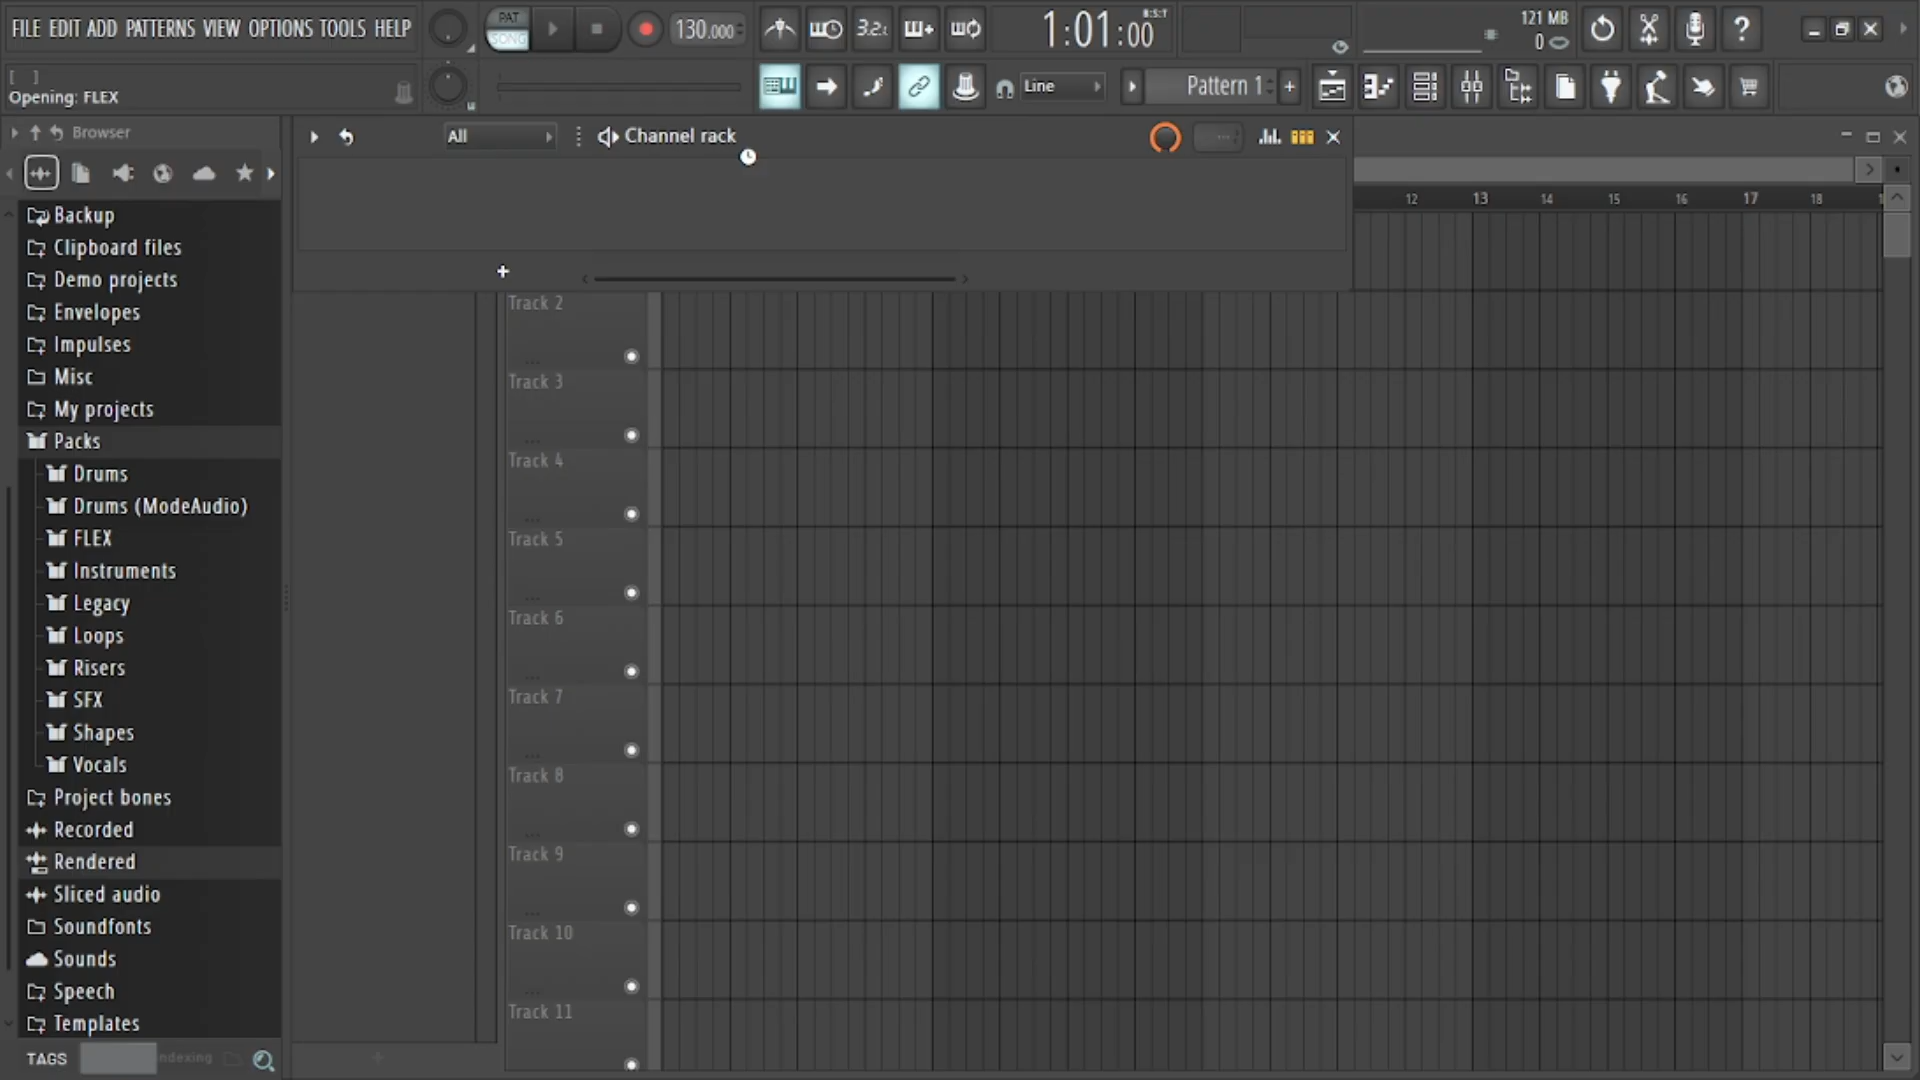 FILE EDIT ADD PATTERNS VIEW OPTIONS TOOLS HELP
PAT
SONG
130.000
3.2.
1:01:00
B:S:T
121 MB
0
[ ]
Opening: FLEX
Line
Pattern 1
Browser
All
Channel rack
12 13 14 15 16 17 18
Backup
Clipboard files
Demo projects
Envelopes
Impulses
Misc
My projects
Packs
Drums
Drums (ModeAudio)
FLEX
Instruments
Legacy
Loops
Risers
SFX
Shapes
Vocals
Project bones
Recorded
Rendered
Sliced audio
Soundfonts
Sounds
Speech
Templates
TAGS
Track 2
Track 3
Track 4
Track 5
Track 6
Track 7
Track 8
Track 9
Track 10
Track 11